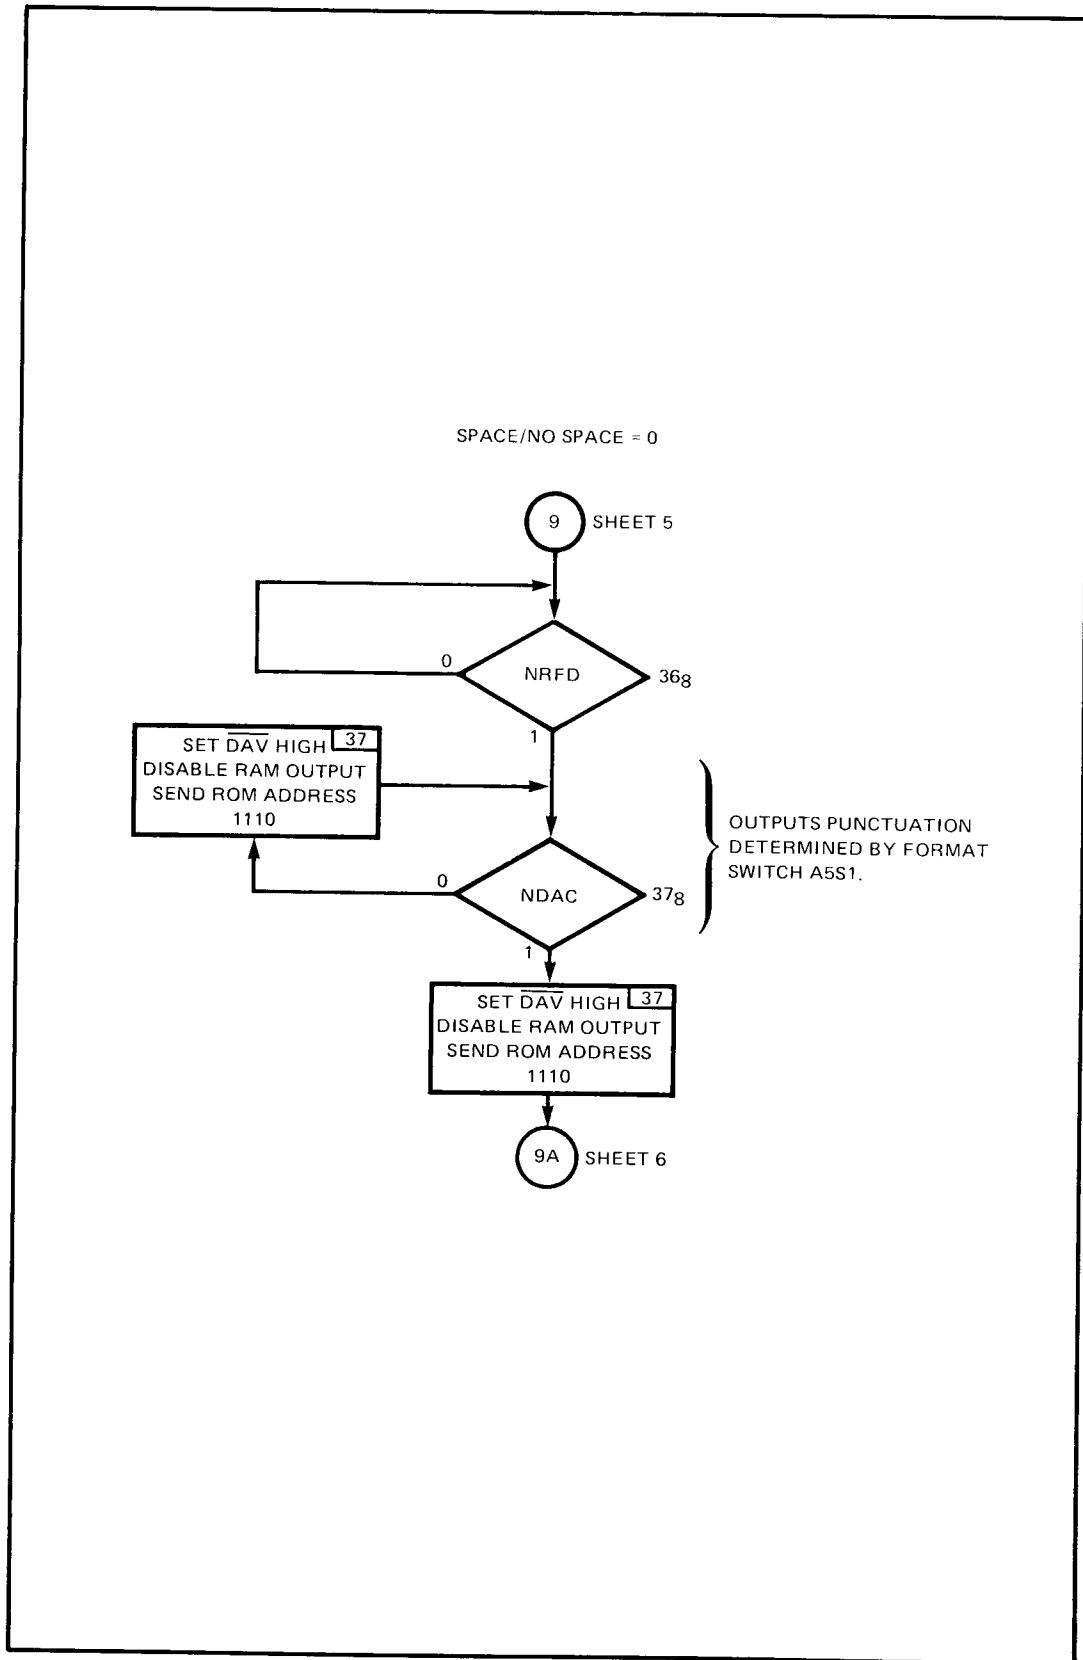 SPACE/NO SPACE = 0
9 SHEET 5
0
NRFD
36₈
1
SET D̅A̅V̅ HIGH 37
DISABLE RAM OUTPUT
SEND ROM ADDRESS
1110
OUTPUTS PUNCTUATION
DETERMINED BY FORMAT
SWITCH A5S1.
0
NDAC
37₈
1
SET D̅A̅V̅ HIGH 37
DISABLE RAM OUTPUT
SEND ROM ADDRESS
1110
9A SHEET 6